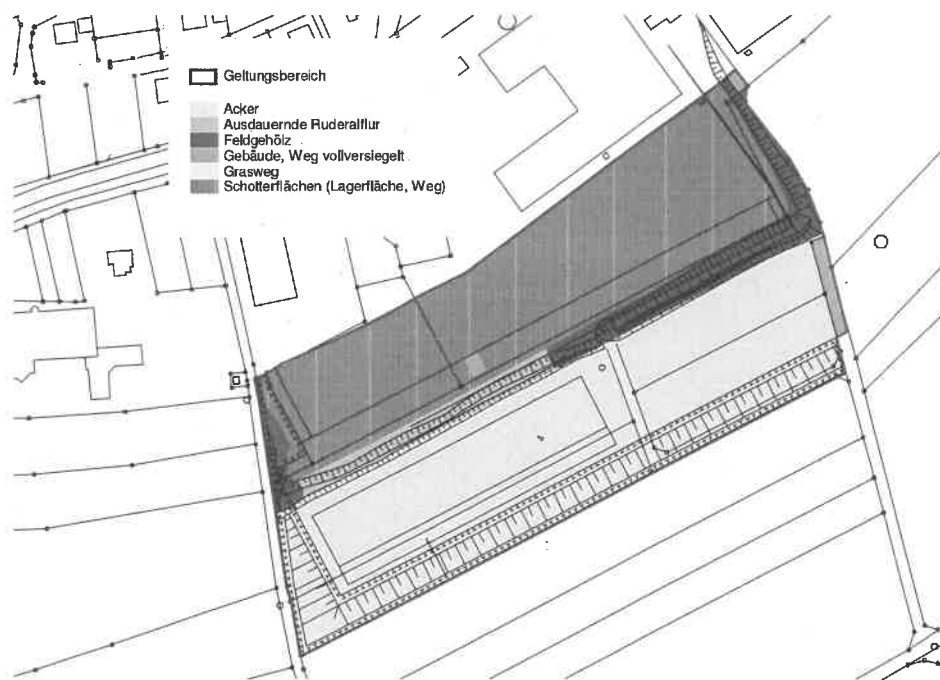 Geltungsbereich
Acker
Ausdauernde Ruderalflur
Feldgehölz
Gebäude, Weg vollversiegelt
Grasweg
Schotterflächen (Lagerfläche, Weg)